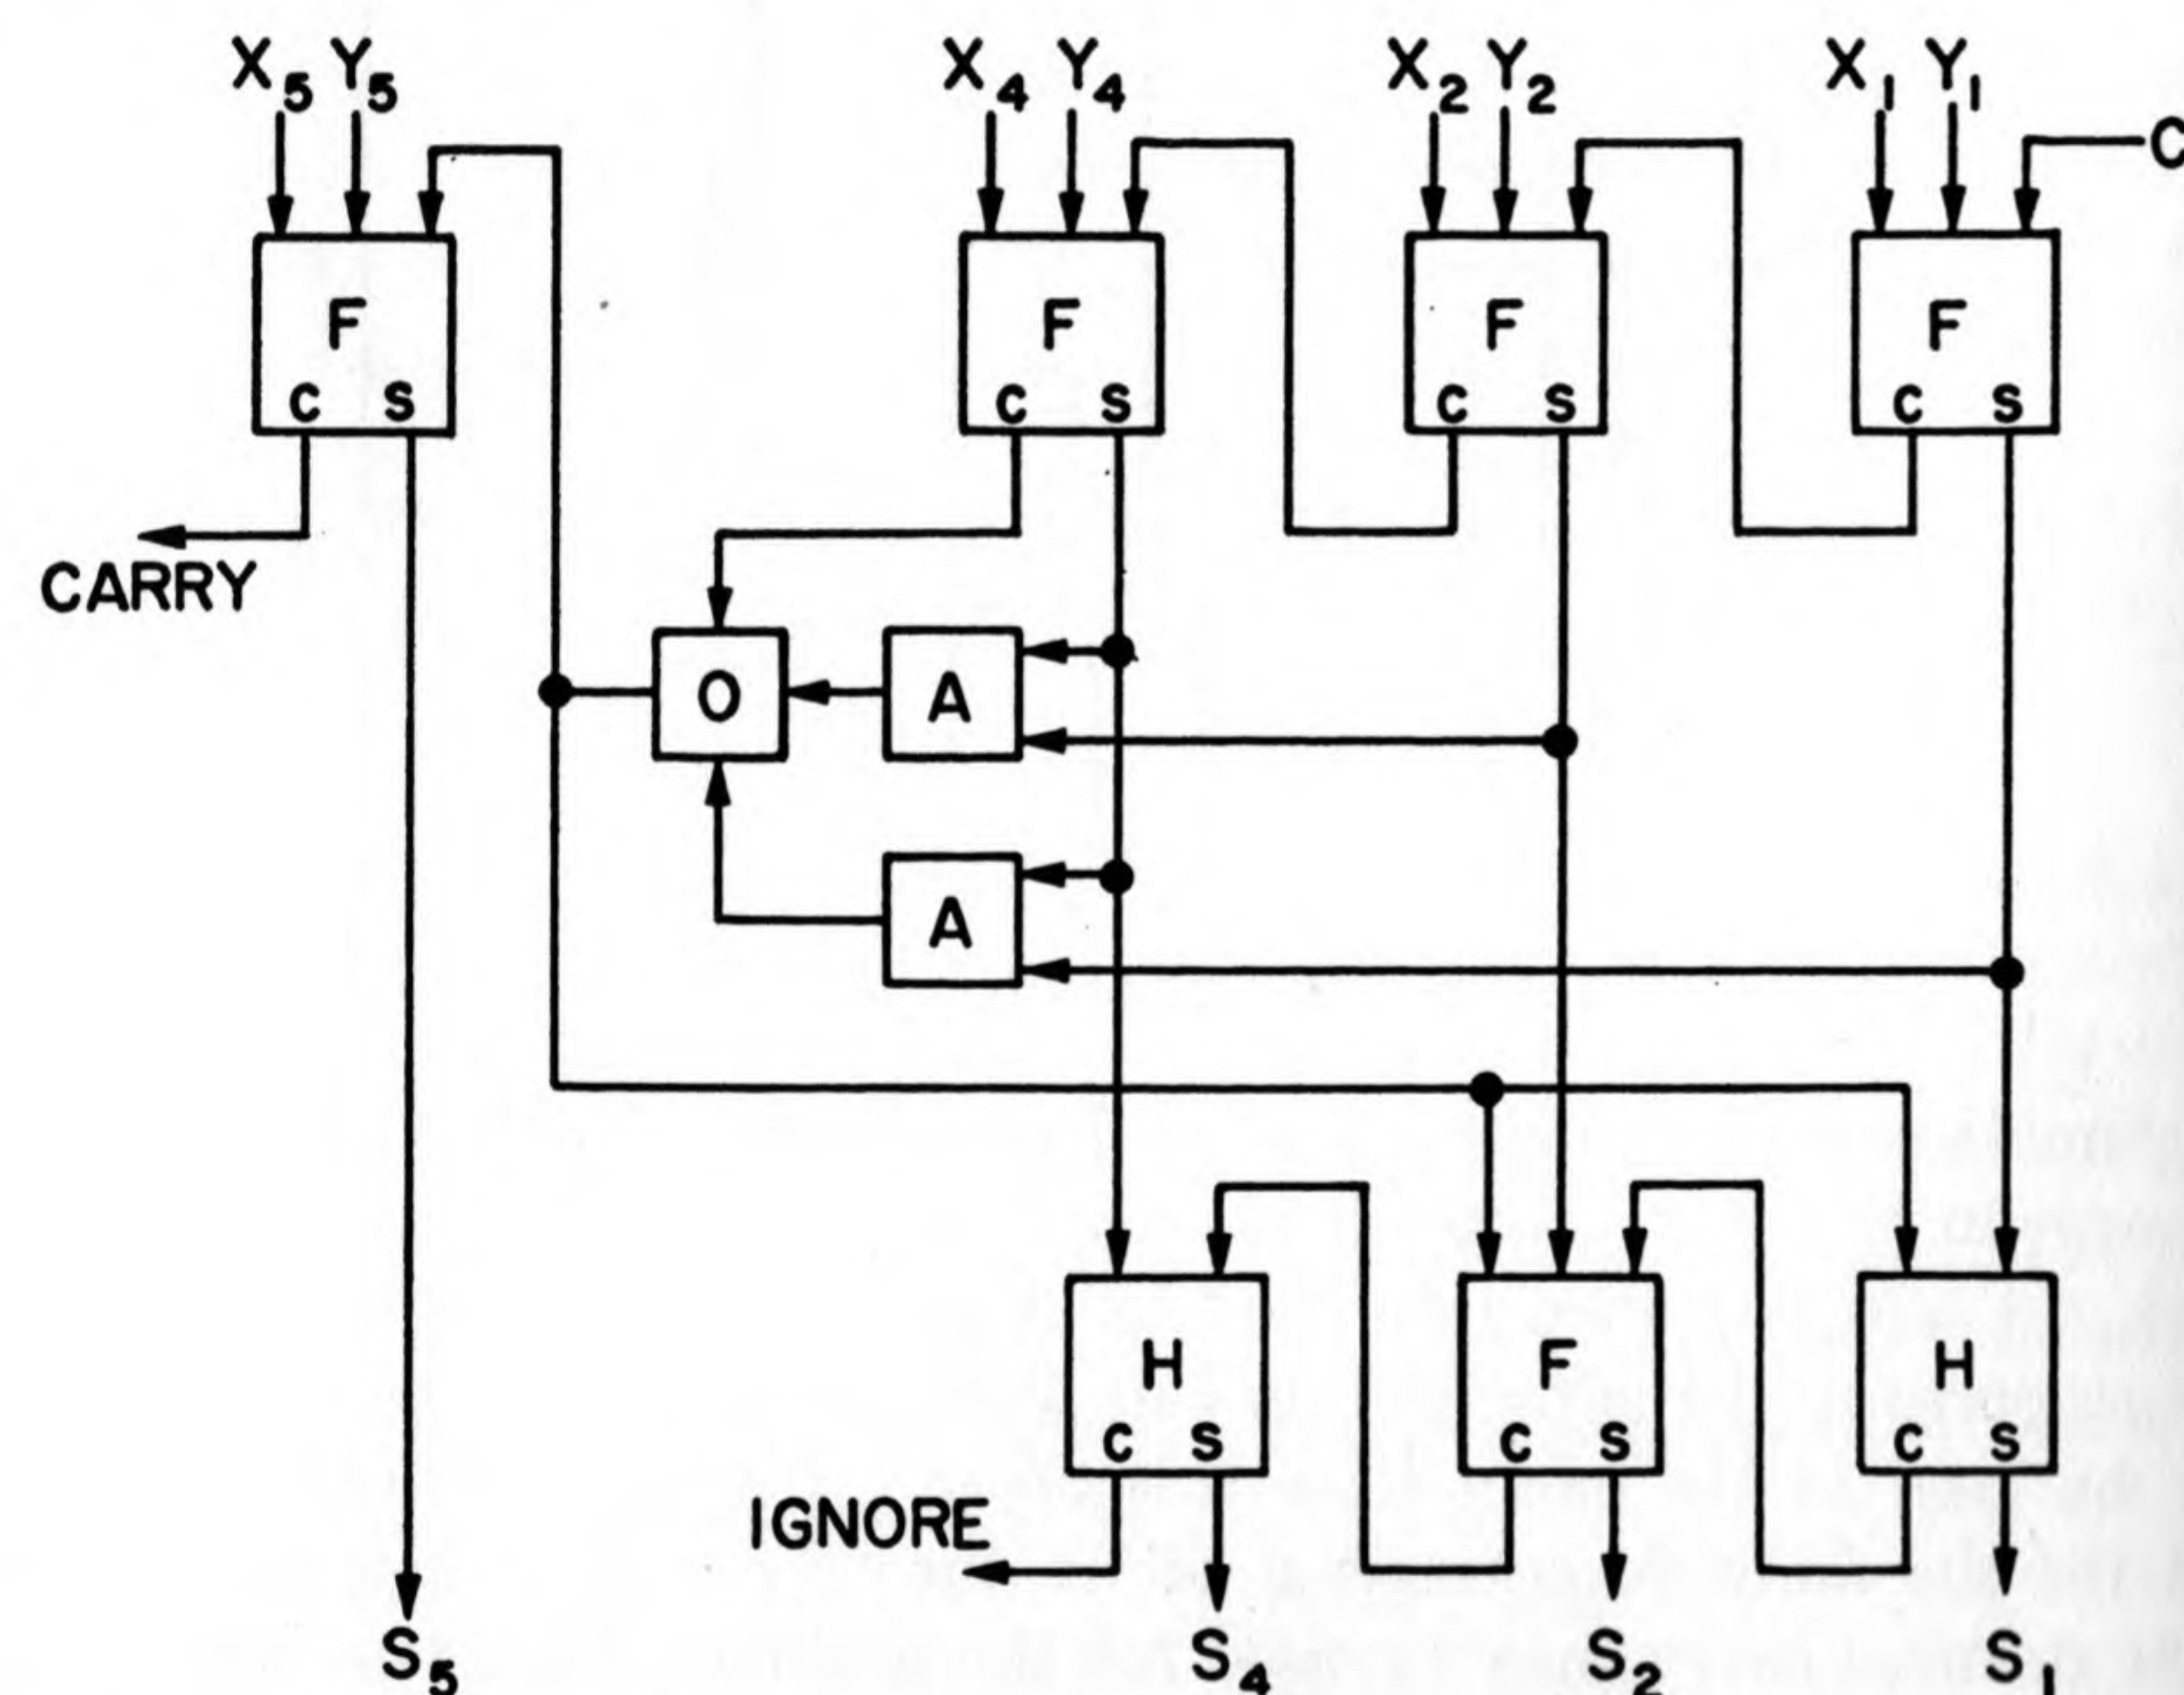 X5 Y5 X4 Y4 X2 Y2 X1 Y1
C
F F F F
C S C S C S C S
CARRY
O A
A
H F H
C S C S C S
IGNORE
S5 S4 S2 S1